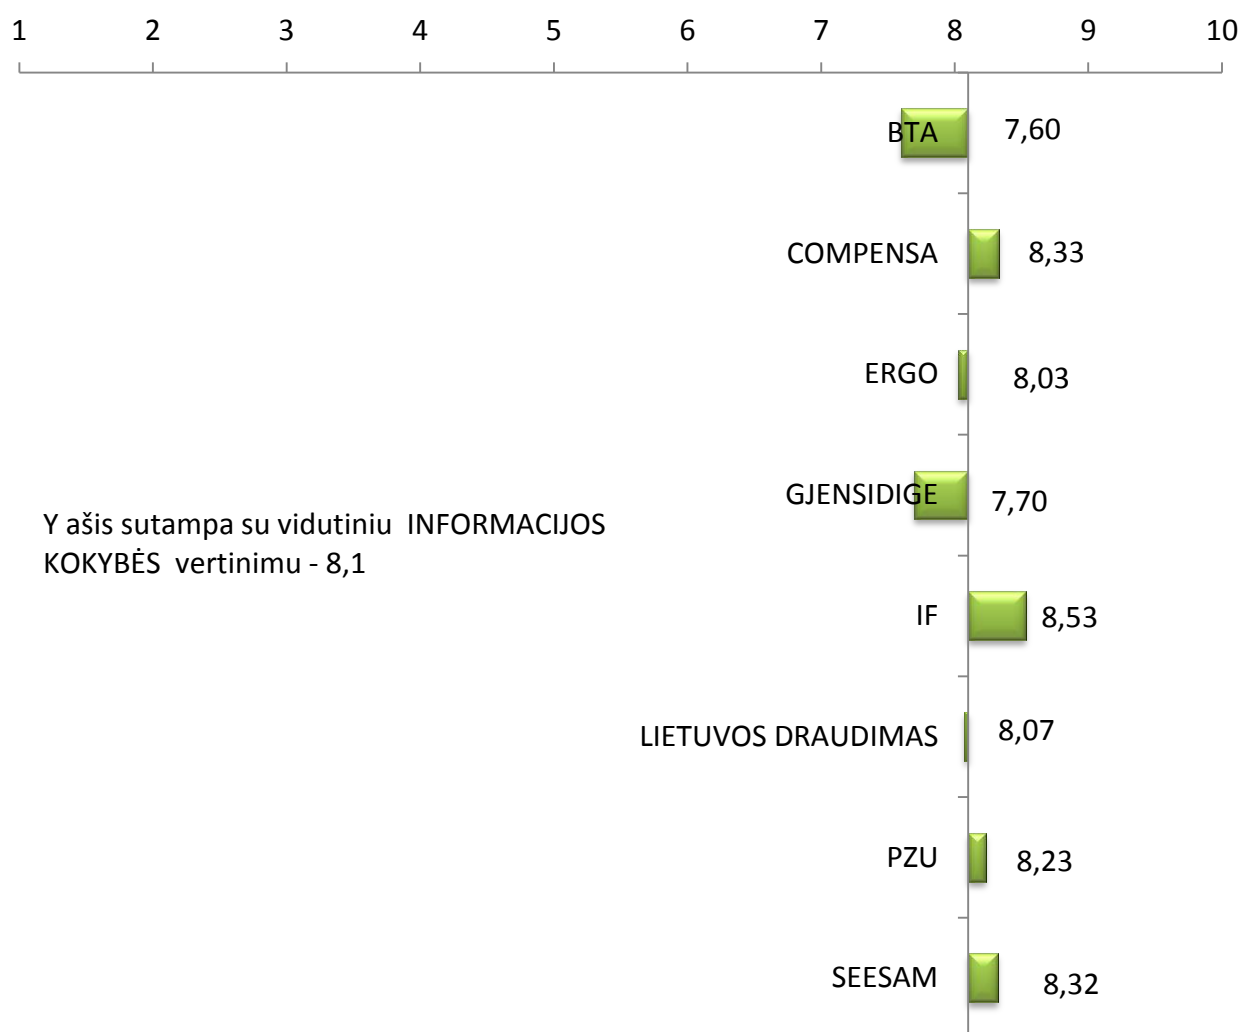 1 2 3 4 5 6 7 8 9 10
BTA 7,60
COMPENSA 8,33
ERGO 8,03
GJENSIDIGE 7,70
Y ašis sutampa su vidutiniu INFORMACIJOS
KOKYBĖS vertinimu - 8,1
IF 8,53
LIETUVOS DRAUDIMAS 8,07
PZU 8,23
SEESAM 8,32